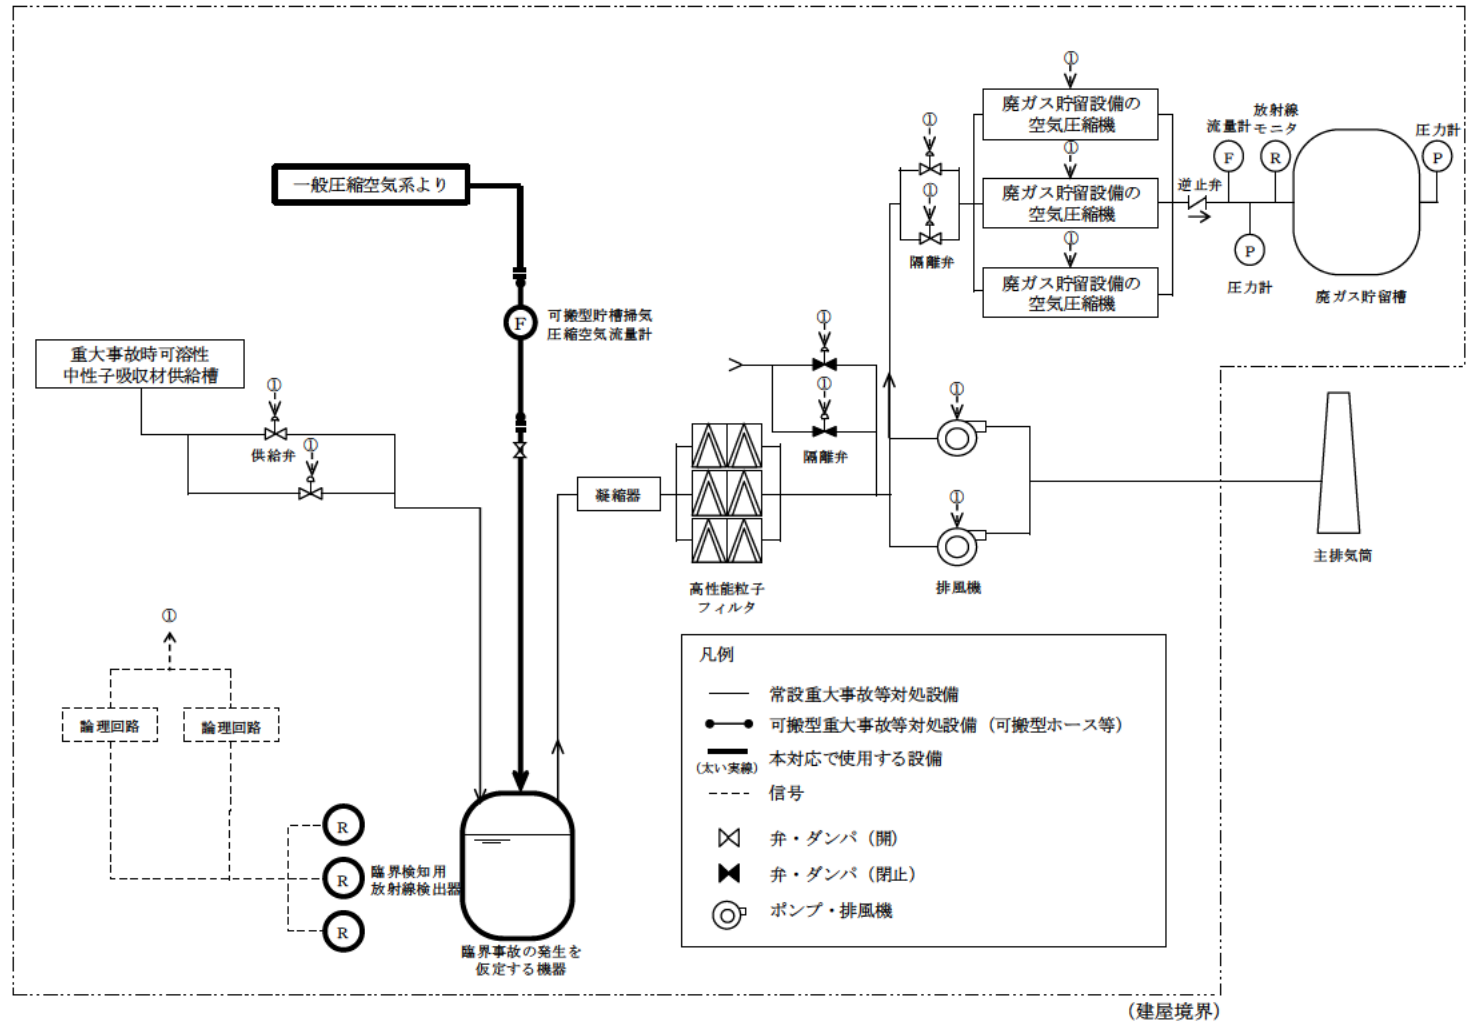 ①
廃ガス貯留設備の
空気圧縮機
①
廃ガス貯留設備の
空気圧縮機
①
廃ガス貯留設備の
空気圧縮機
①
①
隔離弁
逆止弁
流量計
F
放射線
モニタ
R
圧力計
P
P
圧力計
廃ガス貯留槽
一般圧縮空気系より
F
可搬型貯槽掃気
圧縮空気流量計
重大事故時可溶性
中性子吸収材供給槽
①
供給弁
①
①
①
隔離弁
凝縮器
高性能粒子
フィルタ
①
①
排風機
主排気筒
①
論理回路
論理回路
R
R
R
臨界検知用
放射線検出器
臨界事故の発生を
仮定する機器
凡例
常設重大事故等対処設備
可搬型重大事故等対処設備（可搬型ホース等）
本対応で使用する設備
（太い実線）
信号
弁・ダンパ（開）
弁・ダンパ（閉止）
ポンプ・排風機
（建屋境界）